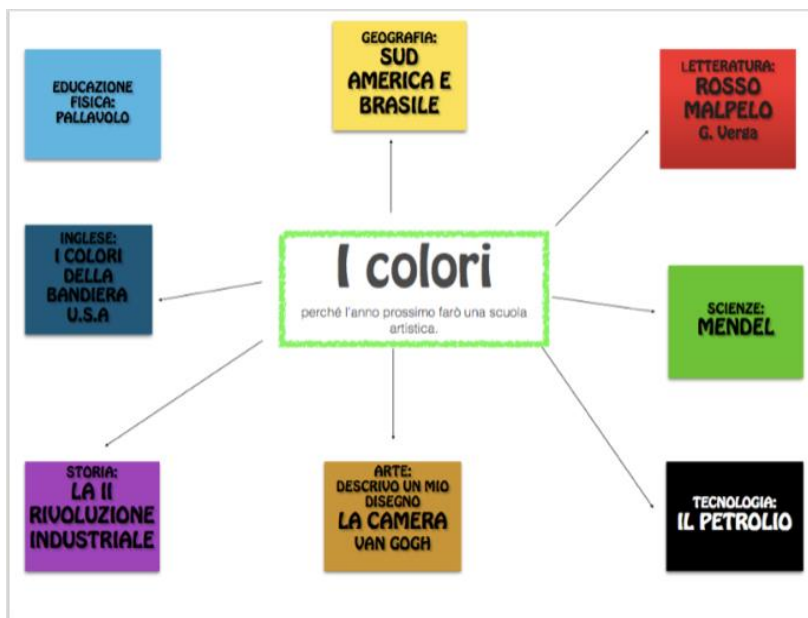 EDUCAZIONE
FISICA:
PALLAVOLO
GEOGRAFIA:
SUD
AMERICA E
BRASILE
LETTERATURA:
ROSSO
MALPELO
G. Verga
INGLESE:
I COLORI
DELLA
BANDIERA
U.S.A
I colori
perché l'anno prossimo farò una scuola
artistica.
SCIENZE:
MENDEL
STORIA:
LA II
RIVOLUZIONE
INDUSTRIALE
ARTE:
DESCRIVO UN MIO
DISEGNO
LA CAMERA
VAN GOGH
TECNOLOGIA:
IL PETROLIO